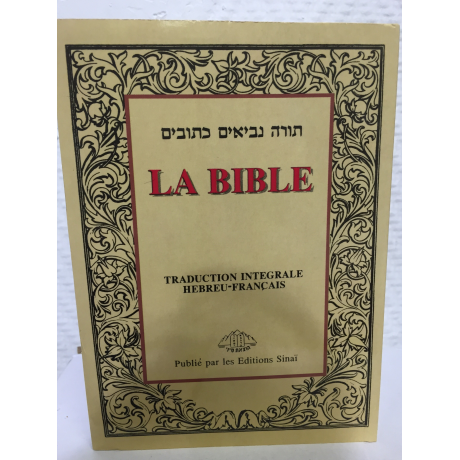 תורה נביאים כתובים
LA BIBLE
TRADUCTION INTEGRALE
HEBREU-FRANÇAIS
Publié par les Editions Sinaï